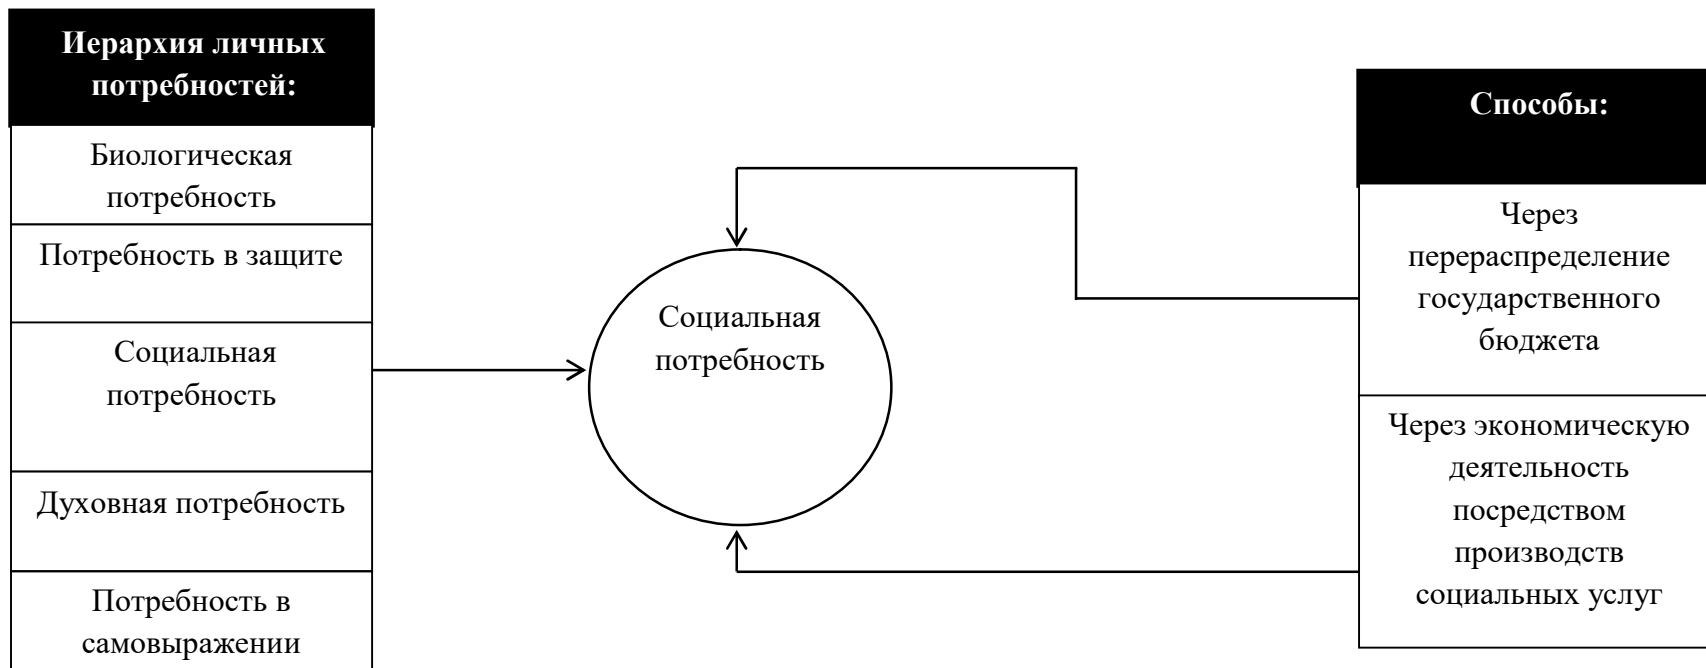 Иерархия личных
потребностей:
Биологическая
потребность
Потребность в защите
Социальная
потребность
Духовная потребность
Потребность в
самовыражении
Социальная
потребность
Способы:
Через
перераспределение
государственного
бюджета
Через экономическую
деятельность
посредством
производств
социальных услуг